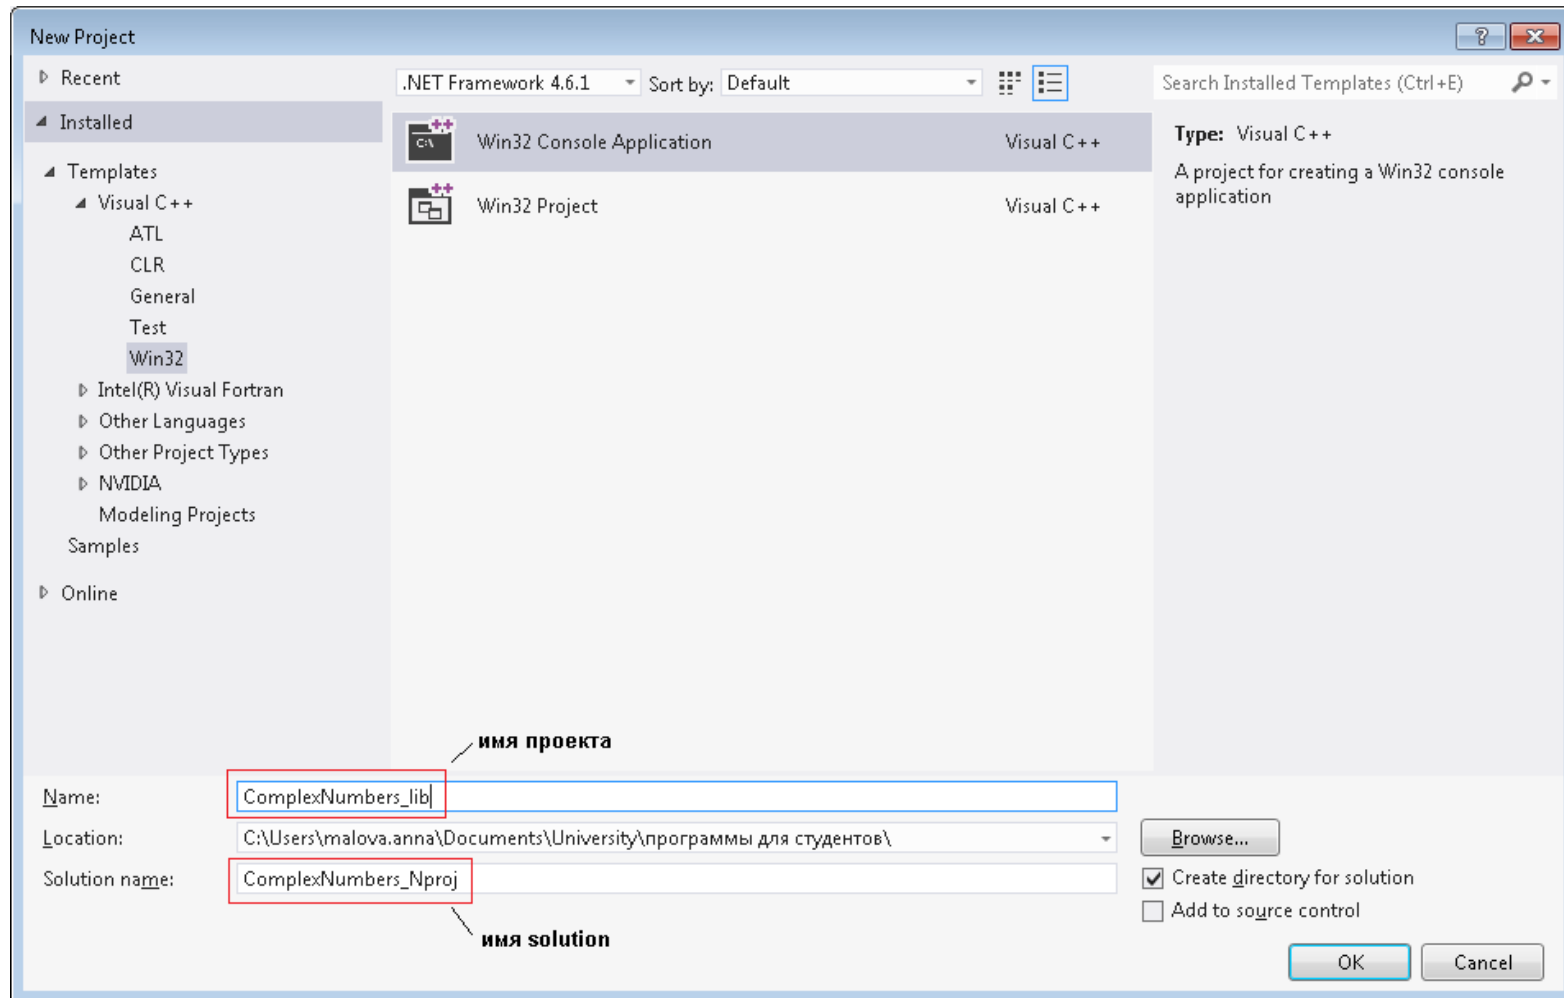 New Project
Recent
Installed
Templates
Visual C++
ATL
CLR
General
Test
Win32
Intel(R) Visual Fortran
Other Languages
Other Project Types
NVIDIA
Modeling Projects
Samples
Online
.NET Framework 4.6.1
Sort by: Default
Win32 Console Application Visual C++
Win32 Project Visual C++
Search Installed Templates (Ctrl+E)
Type: Visual C++
A project for creating a Win32 console
application
имя проекта
Name: ComplexNumbers_lib
Location: C:\Users\malova.anna\Documents\University\программы для студентов\
Browse...
Solution name: ComplexNumbers_Nproj
Create directory for solution
Add to source control
имя solution
OK
Cancel